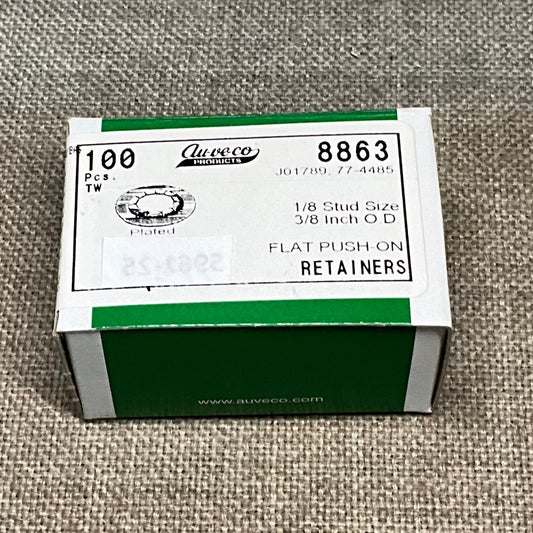 100
Pcs.
TW
auveco
PRODUCTS
8863
J01789, 77-4485
1/8 Stud Size
3/8 Inch O.D
Plated
FLAT PUSH-ON
RETAINERS
www.auveco.com